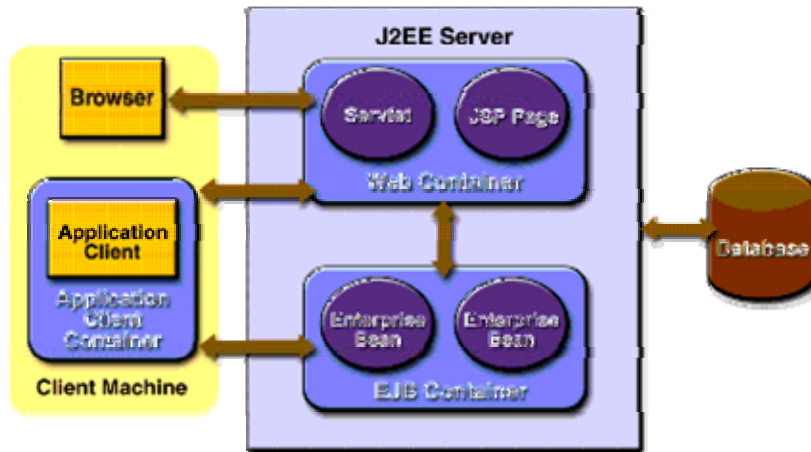 J2EE Server
Browser
Servlet
JSP Page
Web Container
Application
Client
Application
Client
Container
Client Machine
Enterprise
Bean
Enterprise
Bean
EJB Container
Database